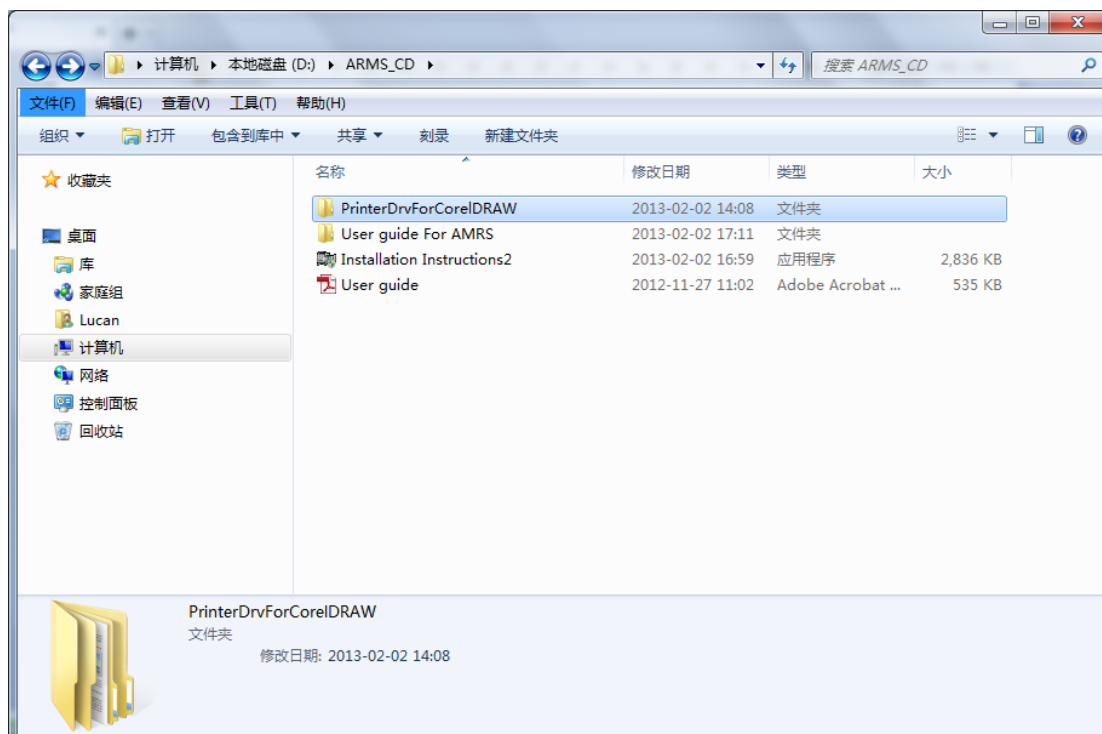 计算机 本地磁盘 (D:) ARMS_CD 搜索 ARMS_CD
文件(F) 编辑(E) 查看(V) 工具(T) 帮助(H)
组织 打开 包含到库中 共享 刻录 新建文件夹
名称 修改日期 类型 大小
收藏夹
桌面
库
家庭组
Lucan
计算机
网络
控制面板
回收站
PrinterDrvForCorelDRAW 2013-02-02 14:08 文件夹
User guide For AMRS 2013-02-02 17:11 文件夹
Installation Instructions2 2013-02-02 16:59 应用程序 2,836 KB
User guide 2012-11-27 11:02 Adobe Acrobat ... 535 KB
PrinterDrvForCorelDRAW
文件夹
修改日期: 2013-02-02 14:08